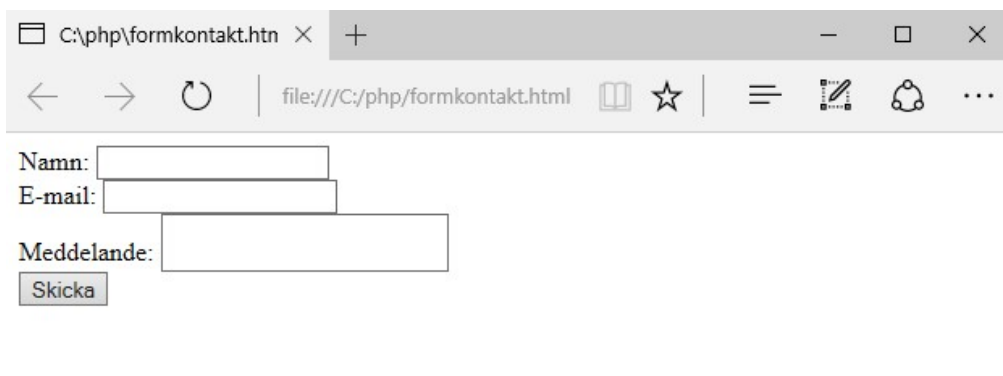 C:\php\formkontakt.htn
file:///C:/php/formkontakt.html
Namn:
E-mail:
Meddelande:
Skicka